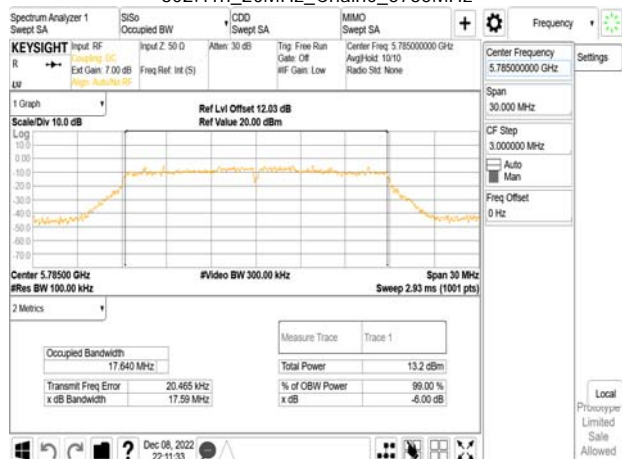 Spectrum Analyzer 1
Swept SA
SISo
Occupied BW
CDD
Swept SA
MIMO
Swept SA
Frequency
KEYSIGHT
R
Input: RF
Coupling: DC
Ext Gain: 7.00 dB
Align: Auto/No RF
Input Z: 50 Ω
Freq Ref: Int (S)
Atten: 30 dB
Trig: Free Run
Gate: Off
#IF Gain: Low
Center Freq: 5.785000000 GHz
Avg|Hold: 10/10
Radio Std: None
Center Frequency
5.785000000 GHz
Settings
Span
30.000 MHz
CF Step
3.000000 MHz
Auto
Man
Freq Offset
0 Hz
1 Graph
Scale/Div 10.0 dB
Ref Lvl Offset 12.03 dB
Ref Value 20.00 dBm
Log
10.0
0.00
-10.0
-20.0
-30.0
-40.0
-50.0
-60.0
-70.0
Center 5.78500 GHz
#Res BW 100.00 kHz
#Video BW 300.00 kHz
Span 30 MHz
Sweep 2.93 ms (1001 pts)
2 Metrics
Measure Trace Trace 1
Occupied Bandwidth
17.640 MHz
Total Power 13.2 dBm
Transmit Freq Error 20.465 kHz
% of OBW Power 99.00 %
x dB Bandwidth 17.59 MHz
x dB -6.00 dB
Local
Prototype
Limited
Sale
Allowed
Dec 08, 2022
22:11:33